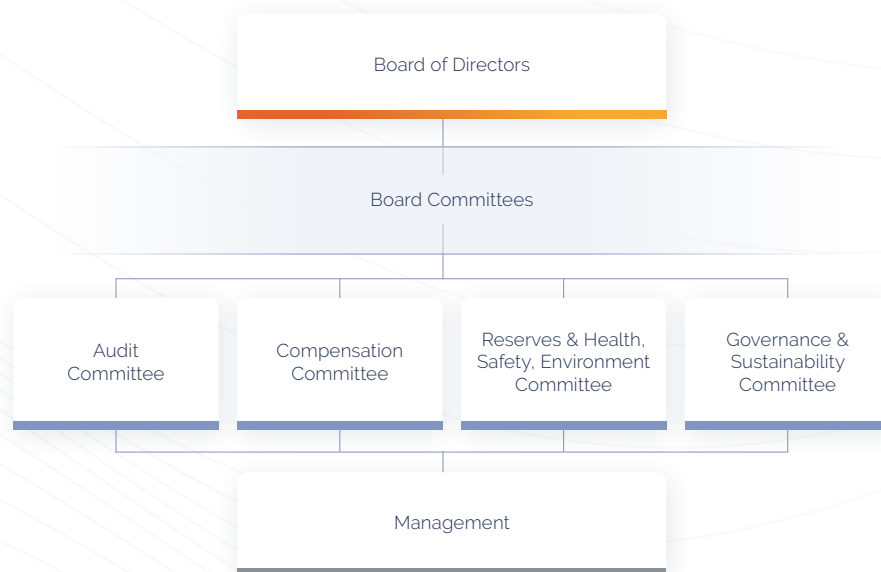 Board of Directors
Board Committees
Audit
Committee
Compensation
Committee
Reserves & Health,
Safety, Environment
Committee
Governance &
Sustainability
Committee
Management